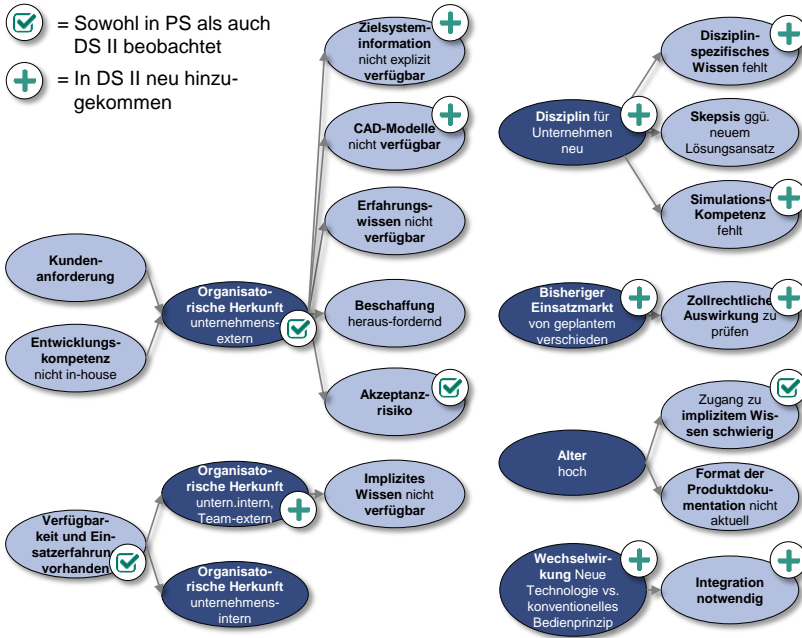 = Sowohl in PS als auch
DS II beobachtet
= In DS II neu hinzu-
gekommen
Zielsystem-
information
nicht explizit
verfügbar
CAD-Modelle
nicht verfügbar
Erfahrungs-
wissen nicht
verfügbar
Kunden-
anforderung
Entwicklungs-
kompetenz
nicht in-house
Organisato-
rische Herkunft
unternehmens-
extern
Beschaffung
heraus-fordernd
Akzeptanz-
risiko
Verfügbar-
keit und Ein-
satzerfahrung
vorhanden
Organisato-
rische Herkunft
untern.intern,
Team-extern
Implizites
Wissen nicht
verfügbar
Organisato-
rische Herkunft
unternehmens-
intern
Disziplin für
Unternehmen
neu
Disziplin-
spezifisches
Wissen fehlt
Skepsis ggü.
neuem
Lösungsansatz
Simulations-
Kompetenz
fehlt
Bisheriger
Einsatzmarkt
von geplantem
verschieden
Zollrechtliche
Auswirkung zu
prüfen
Alter
hoch
Zugang zu
implizitem Wis-
sen schwierig
Format der
Produktdoku-
mentation nicht
aktuell
Wechselwir-
kung Neue
Technologie vs.
konventionelles
Bedienprinzip
Integration
notwendig